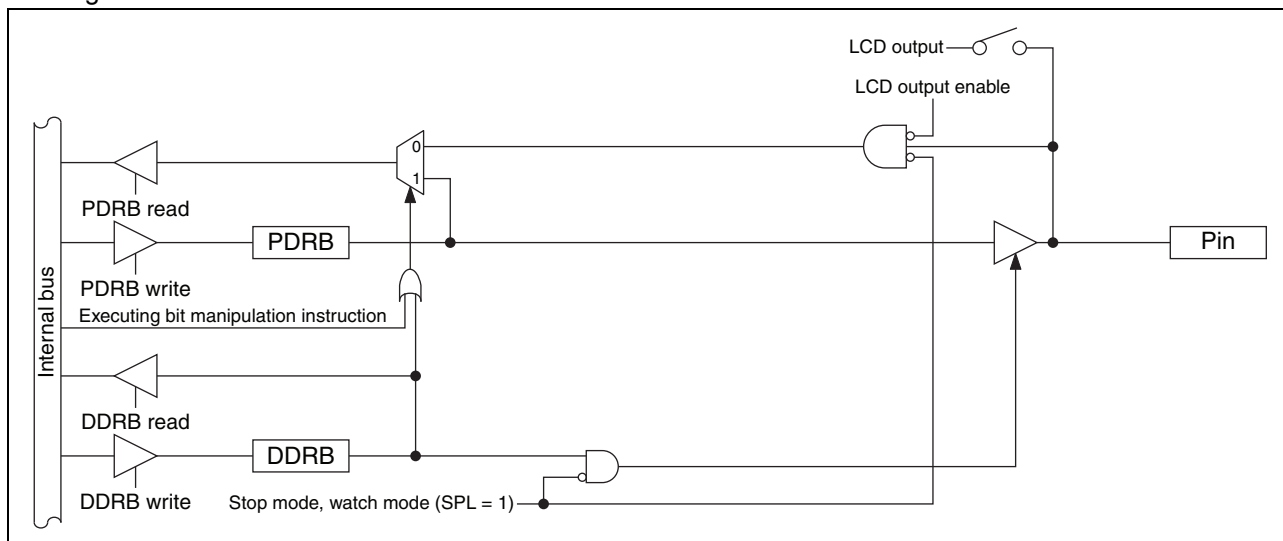 LCD output
LCD output enable
0
1
PDRB read
PDRB
Pin
PDRB write
Executing bit manipulation instruction
Internal bus
DDRB read
DDRB
DDRB write
Stop mode, watch mode (SPL = 1)